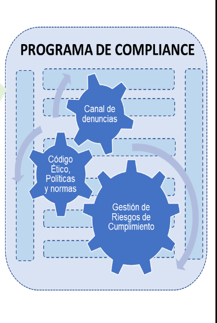 PROGRAMA DE COMPLIANCE
Canal de
denuncias
Código
Ético,
Políticas
y normas
Gestión de
Riesgos de
Cumplimiento